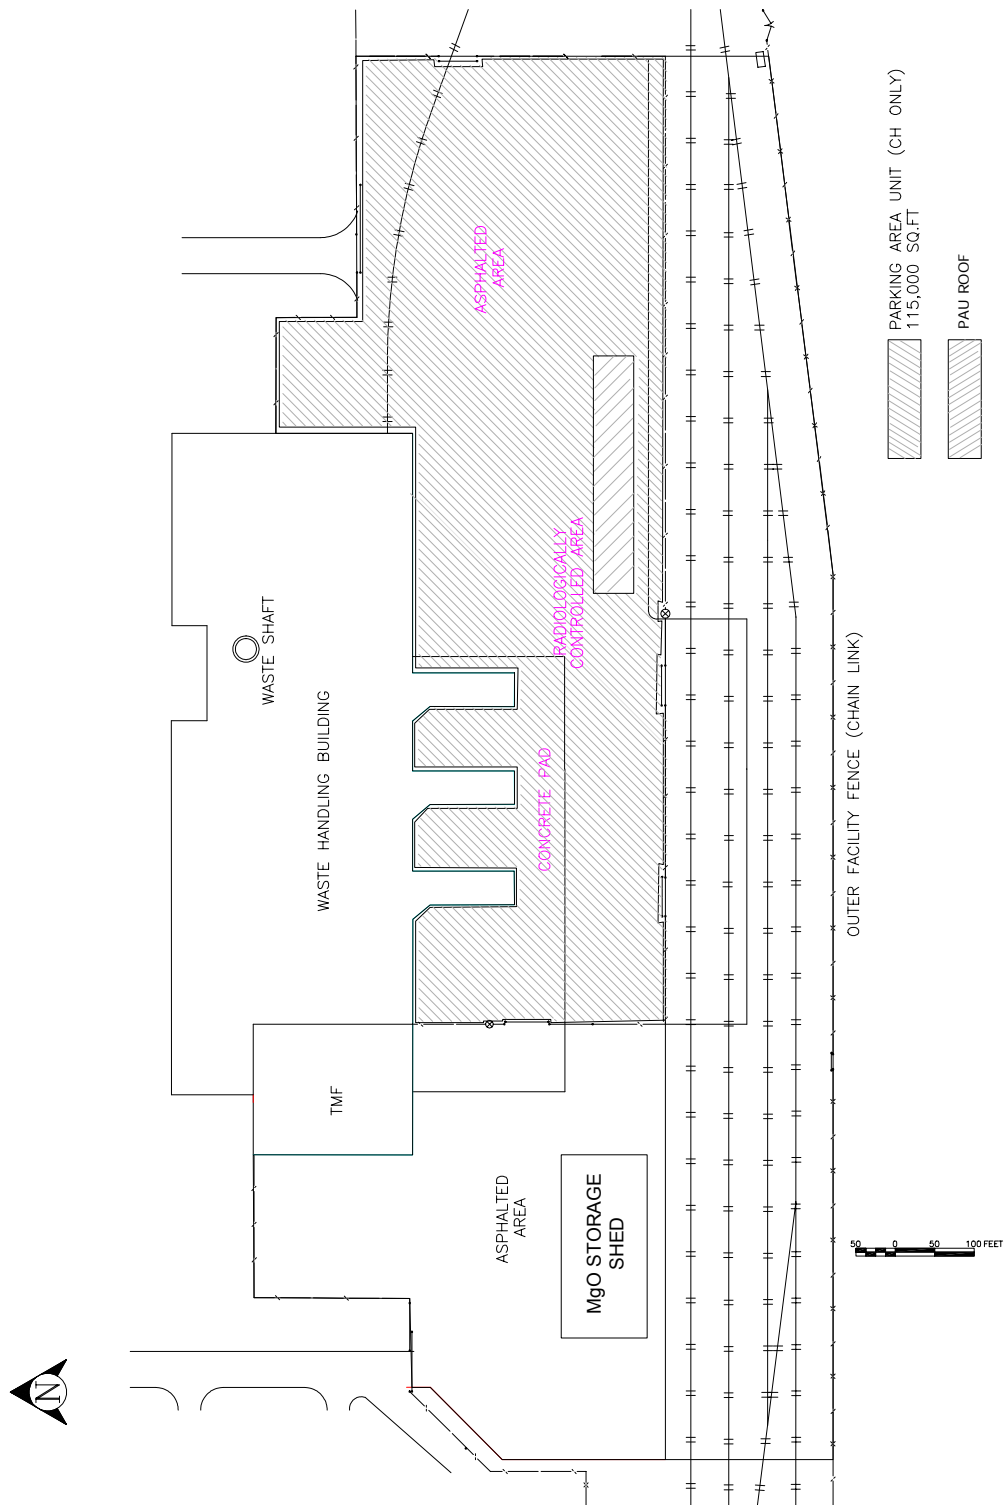 N
WASTE SHAFT
WASTE HANDLING BUILDING
TMF
ASPHALTED
AREA
RADIOLOGICALLY
CONTROLLED AREA
CONCRETE PAD
ASPHALTED
AREA
MgO STORAGE
SHED
OUTER FACILITY FENCE (CHAIN LINK)
PARKING AREA UNIT (CH ONLY)
115,000 SQ.FT
PAU ROOF
50 0 50 100 FEET